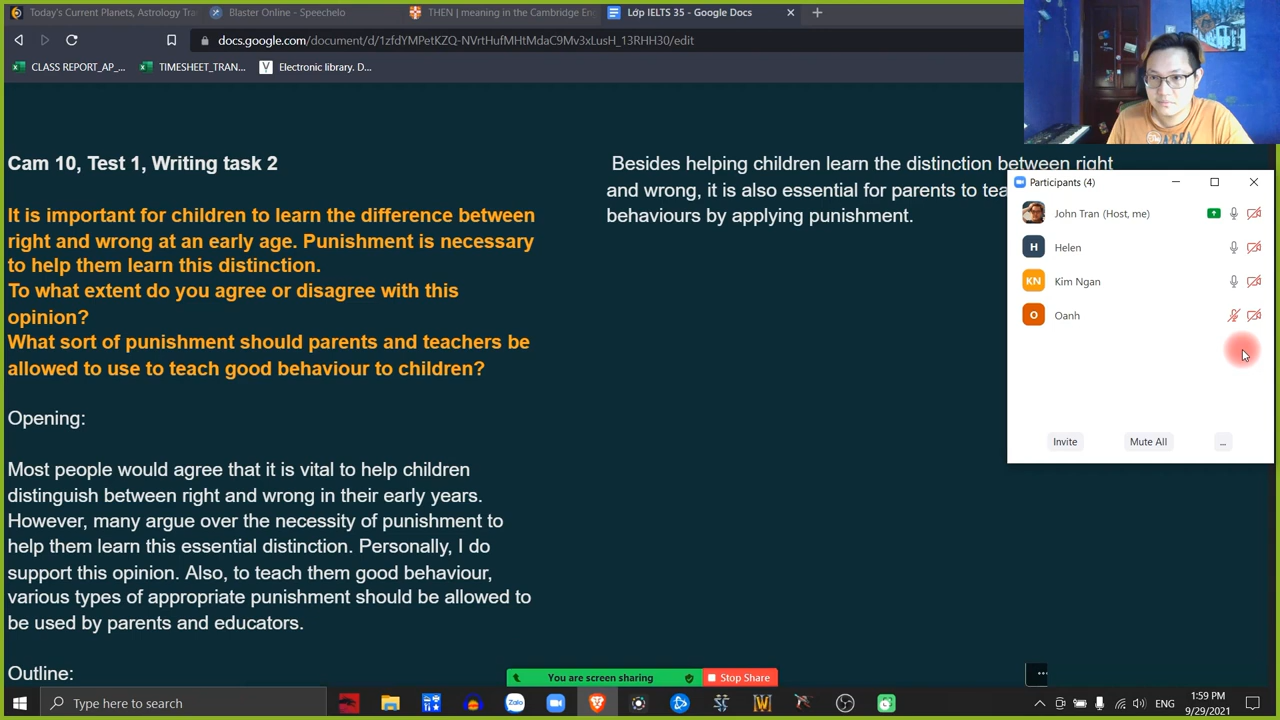 Today's Current Planets, Astrology Tra
Blaster Online - Speechelo
THEN | meaning in the Cambridge En
Lớp IELTS 35 - Google Docs
docs.google.com/document/d/1zfdYMPetKZQ-NVrtHufMHtMdaC9Mv3xLusH_13RHH30/edit
CLASS REPORT_AP_...
TIMESHEET_TRAN...
Electronic library. D...
Cam 10, Test 1, Writing task 2
It is important for children to learn the difference between
right and wrong at an early age. Punishment is necessary
to help them learn this distinction.
To what extent do you agree or disagree with this
opinion?
What sort of punishment should parents and teachers be
allowed to use to teach good behaviour to children?
Opening:
Most people would agree that it is vital to help children
distinguish between right and wrong in their early years.
However, many argue over the necessity of punishment to
help them learn this essential distinction. Personally, I do
support this opinion. Also, to teach them good behaviour,
various types of appropriate punishment should be allowed to
be used by parents and educators.
Outline:
Besides helping children learn the distinction between right
and wrong, it is also essential for parents to tea
behaviours by applying punishment.
Participants (4)
John Tran (Host, me)
H
Helen
KN
Kim Ngan
O
Oanh
Invite
Mute All
...
You are screen sharing
Stop Share
Type here to search
Zalo
ENG
1:59 PM
9/29/2021